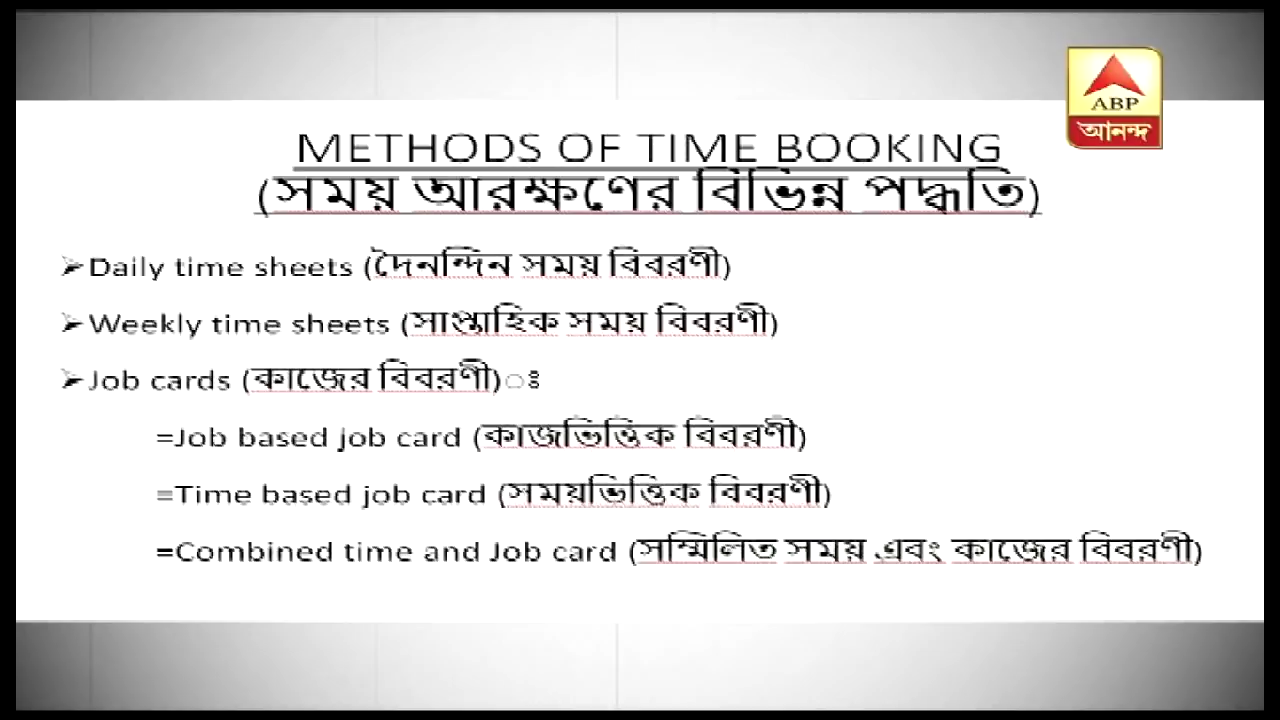 ABP
আনন্দ
METHODS OF TIME BOOKING
(সময় আরক্ষণের বিভিন্ন পদ্ধতি)
➢Daily time sheets (দৈনন্দিন সময় বিবরণী)
➢Weekly time sheets (সাপ্তাহিক সময় বিবরণী)
➢Job cards (কাজের বিবরণী)ঃ
=Job based job card (কাজভিত্তিক বিবরণী)
=Time based job card (সময়ভিত্তিক বিবরণী)
=Combined time and Job card (সম্মিলিত সময় এবং কাজের বিবরণী)